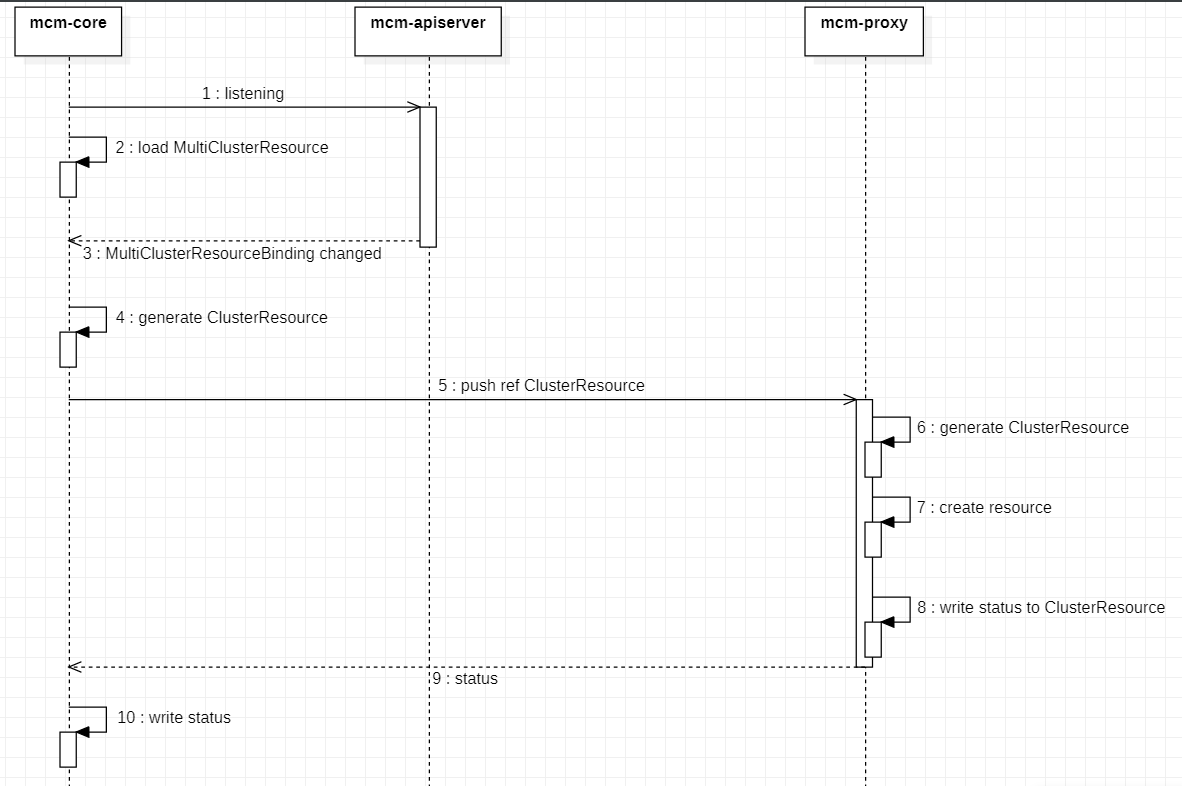 mcm-core
mcm-apiserver
mcm-proxy
1 : listening
2 : load MultiClusterResource
3 : MultiClusterResourceBinding changed
4 : generate ClusterResource
5 : push ref ClusterResource
6 : generate ClusterResource
7 : create resource
8 : write status to ClusterResource
9 : status
10 : write status